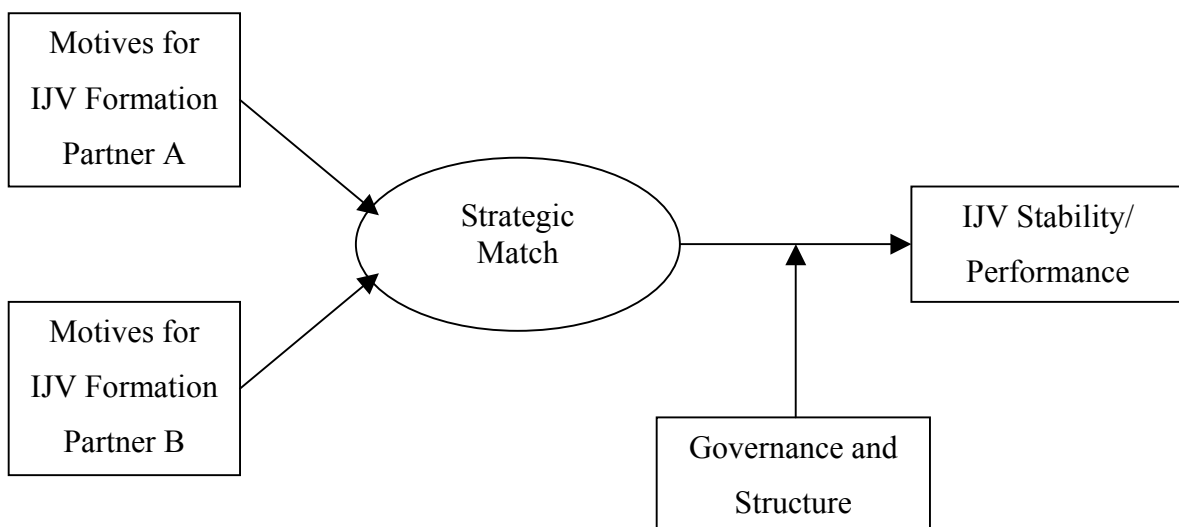 Motives for
IJV Formation
Partner A
Strategic
Match
IJV Stability/
Performance
Motives for
IJV Formation
Partner B
Governance and
Structure